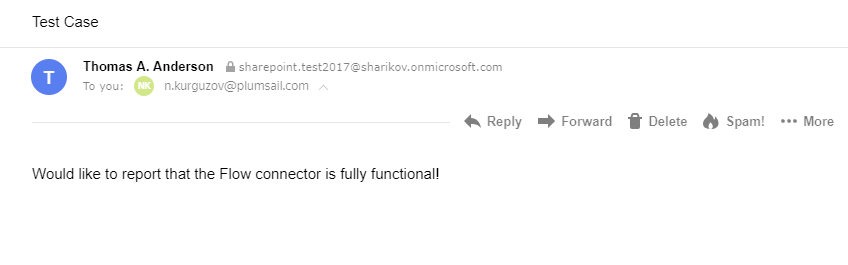 Test Case
T
Thomas A. Anderson sharepoint.test2017@sharikov.onmicrosoft.com
To you: NK n.kurguzov@plumsail.com
Reply Forward Delete Spam! More
Would like to report that the Flow connector is fully functional!